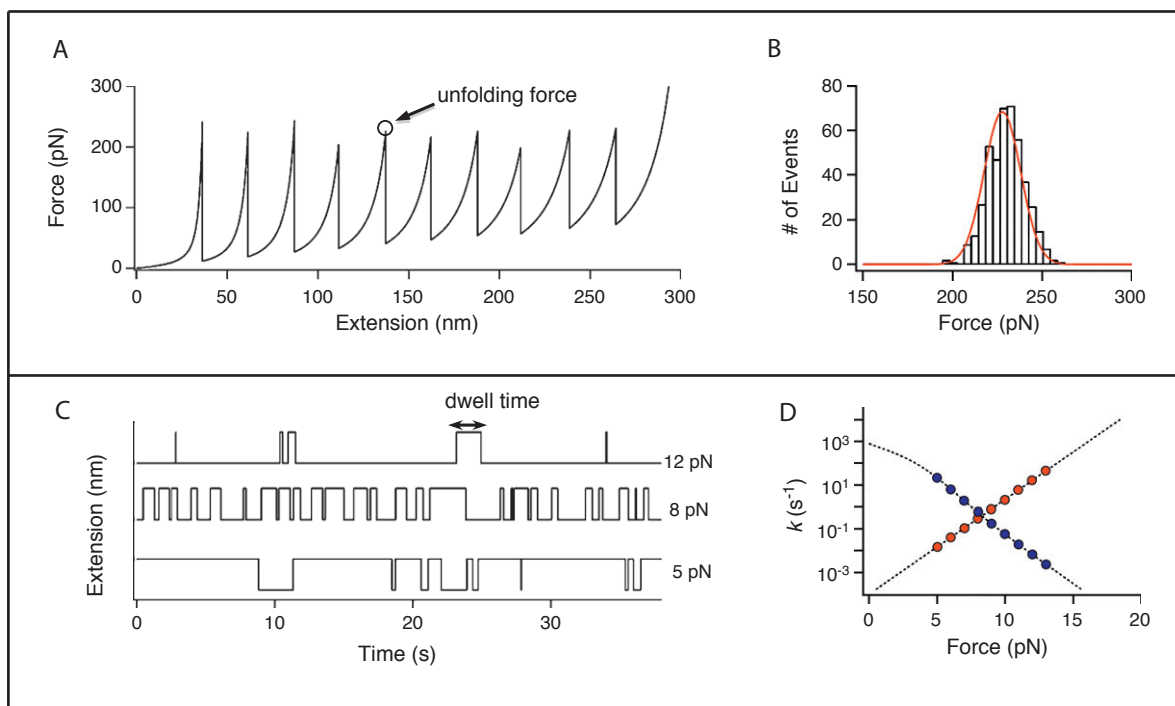 A
300
200
100
0
Force (pN)
unfolding force
0 50 100 150 200 250 300
Extension (nm)
B
80
60
40
20
0
# of Events
150 200 250 300
Force (pN)
C
dwell time
12 pN
8 pN
5 pN
Extension (nm)
0 10 20 30
Time (s)
D
10³
10¹
10⁻¹
10⁻³
k (s⁻¹)
0 5 10 15 20
Force (pN)